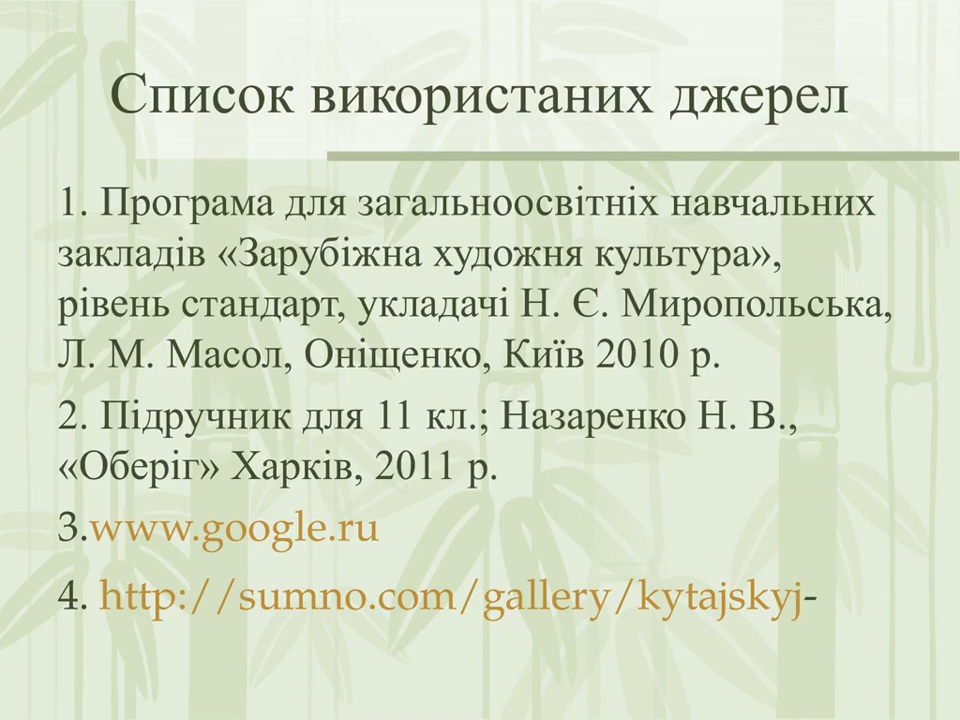 Список використаних джерел
1. Програма для загальноосвітніх навчальних
закладів «Зарубіжна художня культура»,
рівень стандарт, укладачі Н. Є. Миропольська,
Л. М. Масол, Оніщенко, Київ 2010 р.
2. Підручник для 11 кл.; Назаренко Н. В.,
«Оберіг» Харків, 2011 р.
3.www.google.ru
4. http://sumno.com/gallery/kytajskyj-